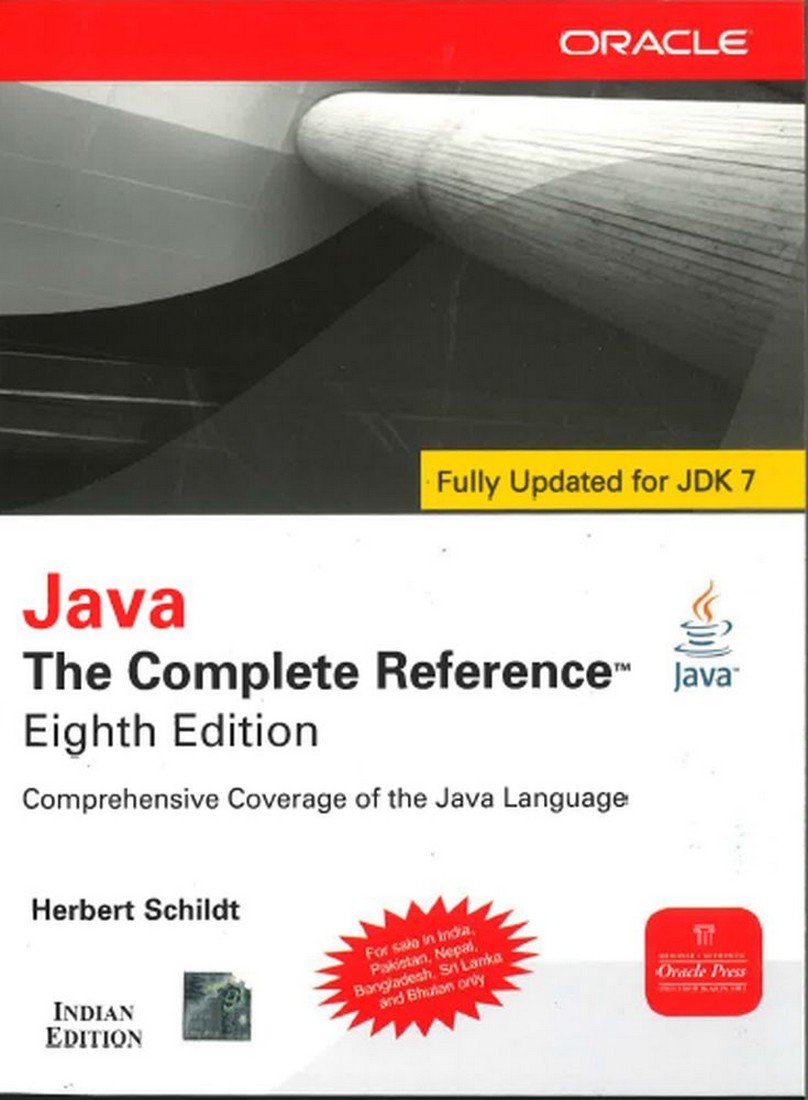 ORACLE
Fully Updated for JDK 7
Java
The Complete Reference™
Eighth Edition
Java™
Comprehensive Coverage of the Java Language
Herbert Schildt
For sale in India,
Pakistan, Nepal,
Bangladesh, Sri Lanka
and Bhutan only
Oracle Press
INDIAN
EDITION